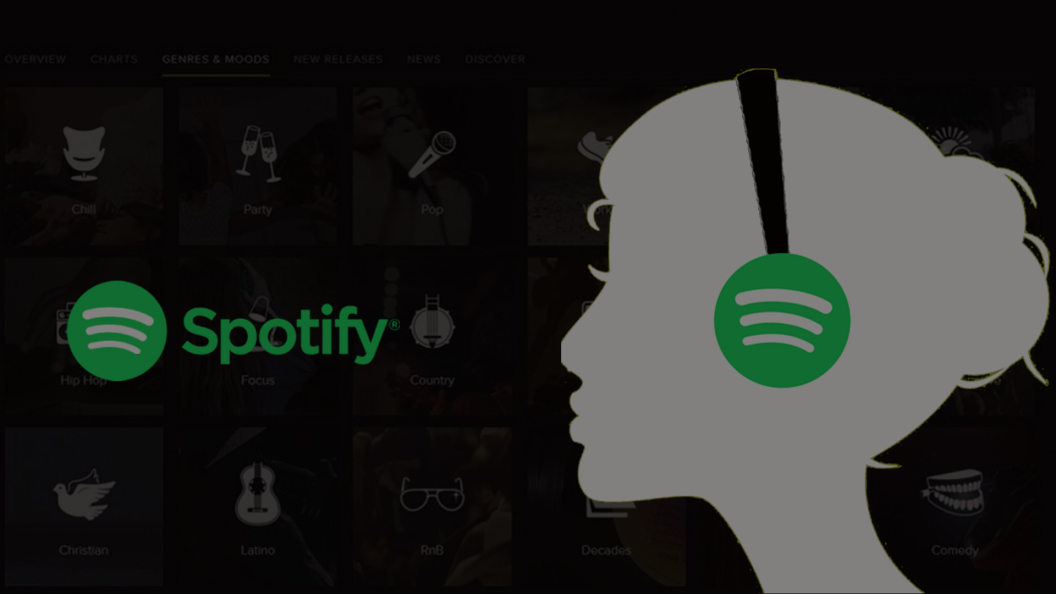 OVERVIEW CHARTS GENRES & MOODS NEW RELEASES NEWS DISCOVER
Chill Party Pop
Spotify®
Hip Hop Focus Country
Christian Latino RnB Decades Comedy